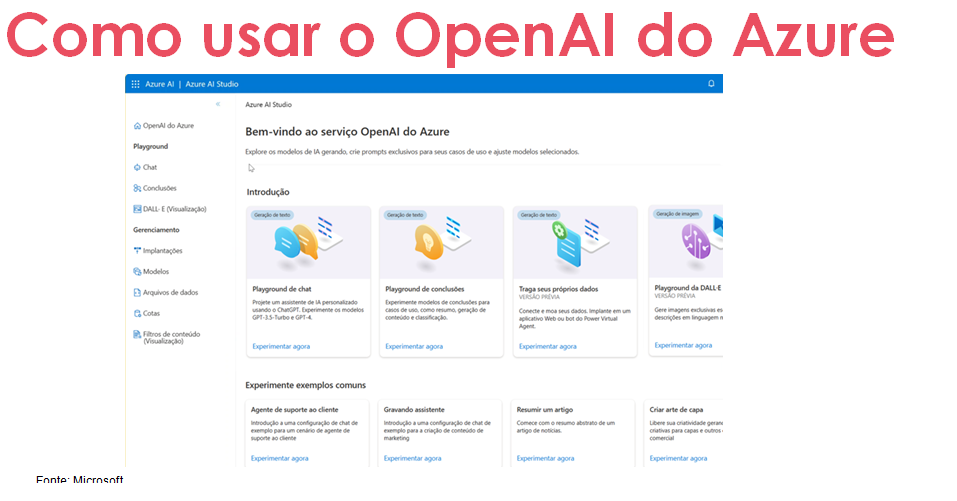 Como usar o OpenAI do Azure
Azure AI | Azure AI Studio
«
OpenAI do Azure
Playground
Chat
Conclusões
DALL· E (Visualização)
Gerenciamento
Implantações
Modelos
Arquivos de dados
Cotas
Filtros de conteúdo
(Visualização)
Azure AI Studio
Bem-vindo ao serviço OpenAI do Azure
Explore os modelos de IA gerando, crie prompts exclusivos para seus casos de uso e ajuste modelos selecionados.
Introdução
Geração de texto
Playground de chat
Projete um assistente de IA personalizado
usando o ChatGPT. Experimente os modelos
GPT-3.5-Turbo e GPT-4.
Experimentar agora
Geração de texto
Playground de conclusões
Experimente modelos de conclusões para
casos de uso, como resumo, geração de
conteúdo e classificação.
Experimentar agora
Geração de texto
Traga seus próprios dados
VERSÃO PRÉVIA
Conecte e moa seus dados. Implante em um
aplicativo Web ou bot do Power Virtual
Agent.
Experimentar agora
Geração de imagem
Playground da DALL·E
VERSÃO PRÉVIA
Gere imagens exclusivas es
descrições em linguagem n
Experimentar agora
Experimente exemplos comuns
Agente de suporte ao cliente
Introdução a uma configuração de chat de
exemplo para um cenário de agente de
suporte ao cliente
Experimentar agora
Gravando assistente
Introdução a uma configuração de chat de
exemplo para a criação de conteúdo de
marketing
Experimentar agora
Resumir um artigo
Comece com o resumo abstrato de um
artigo de notícias.
Experimentar agora
Criar arte de capa
Libere sua criatividade geran
criativas para capas e outros
comercial
Experimentar agora
Fonte: Microsoft